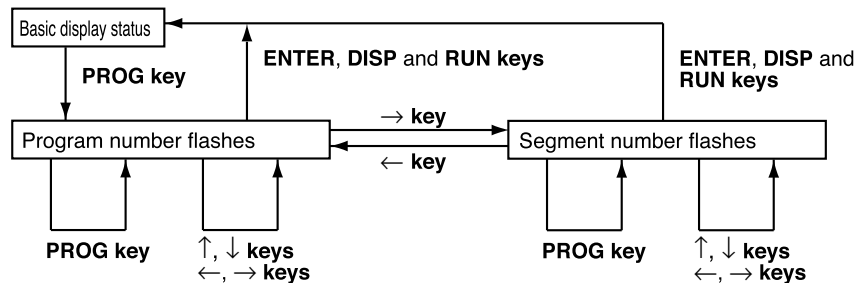 Basic display status
PROG key
ENTER, DISP and RUN keys
ENTER, DISP and
RUN keys
Program number flashes
→ key
← key
Segment number flashes
PROG key
↑, ↓ keys
←, → keys
PROG key
↑, ↓ keys
←, → keys